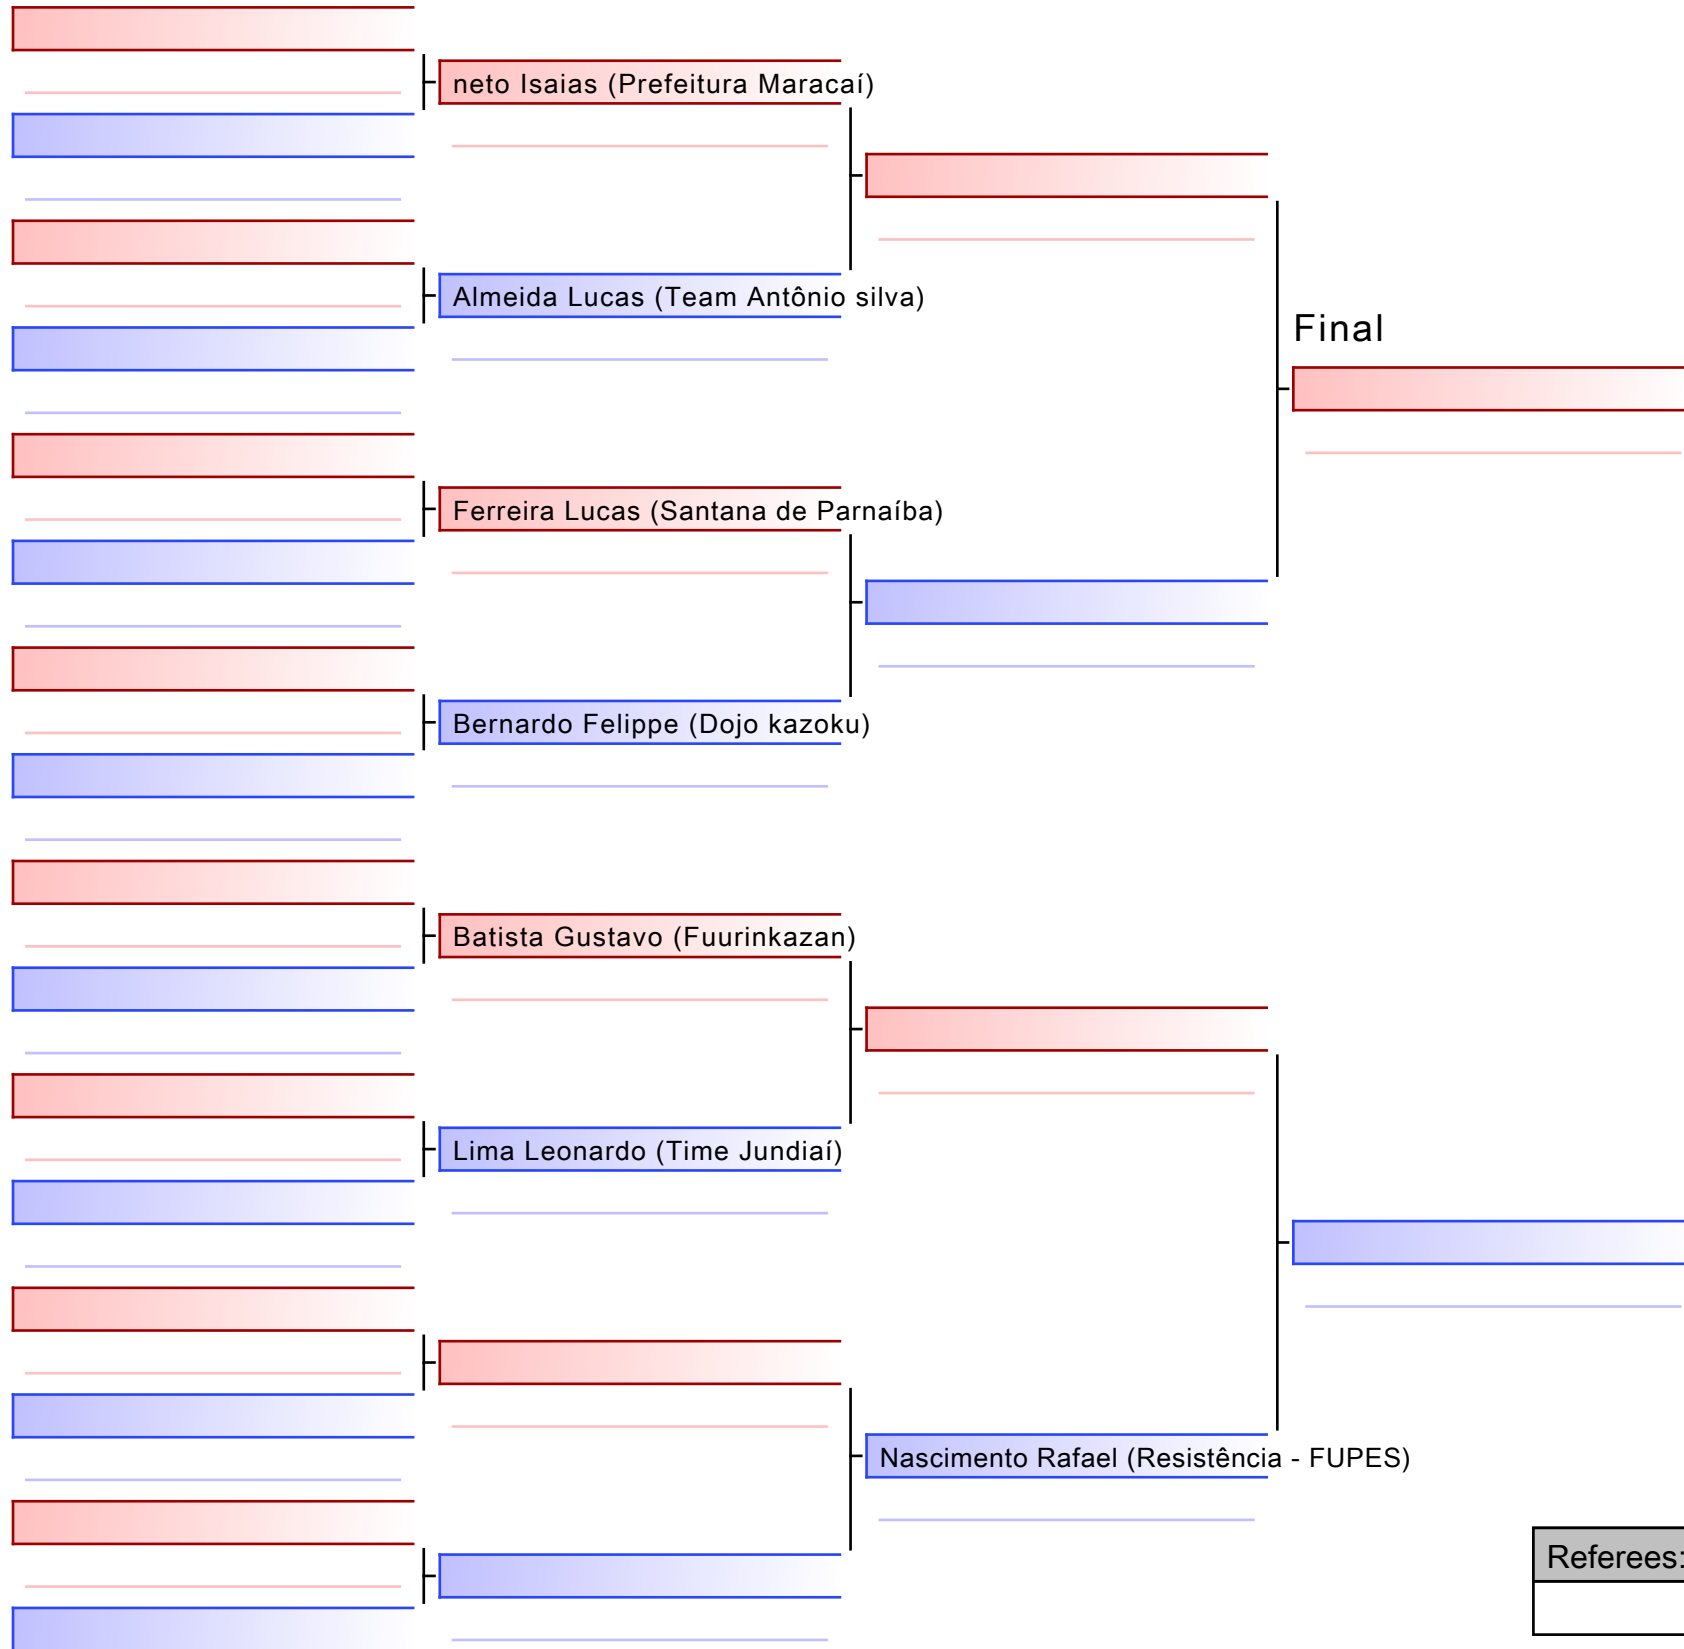 neto Isaias (Prefeitura Maracaí)
Almeida Lucas (Team Antônio silva)
Final
Ferreira Lucas (Santana de Parnaíba)
Bernardo Felippe (Dojo kazoku)
Batista Gustavo (Fuurinkazan)
Lima Leonardo (Time Jundiaí)
Nascimento Rafael (Resistência - FUPES)
Referees: